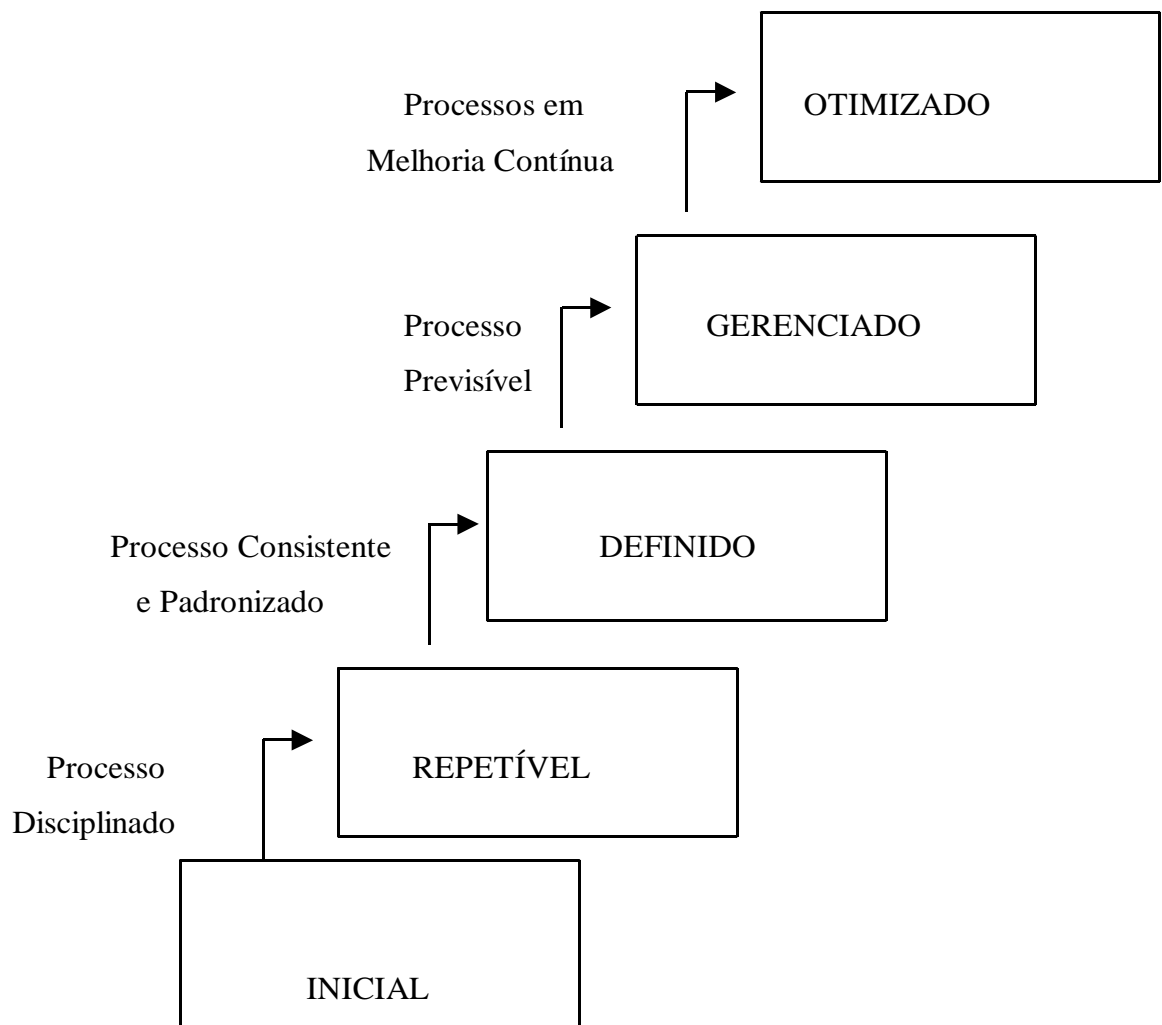 OTIMIZADO
Processos em
Melhoria Contínua
GERENCIADO
Processo
Previsível
DEFINIDO
Processo Consistente
e Padronizado
REPETÍVEL
Processo
Disciplinado
INICIAL